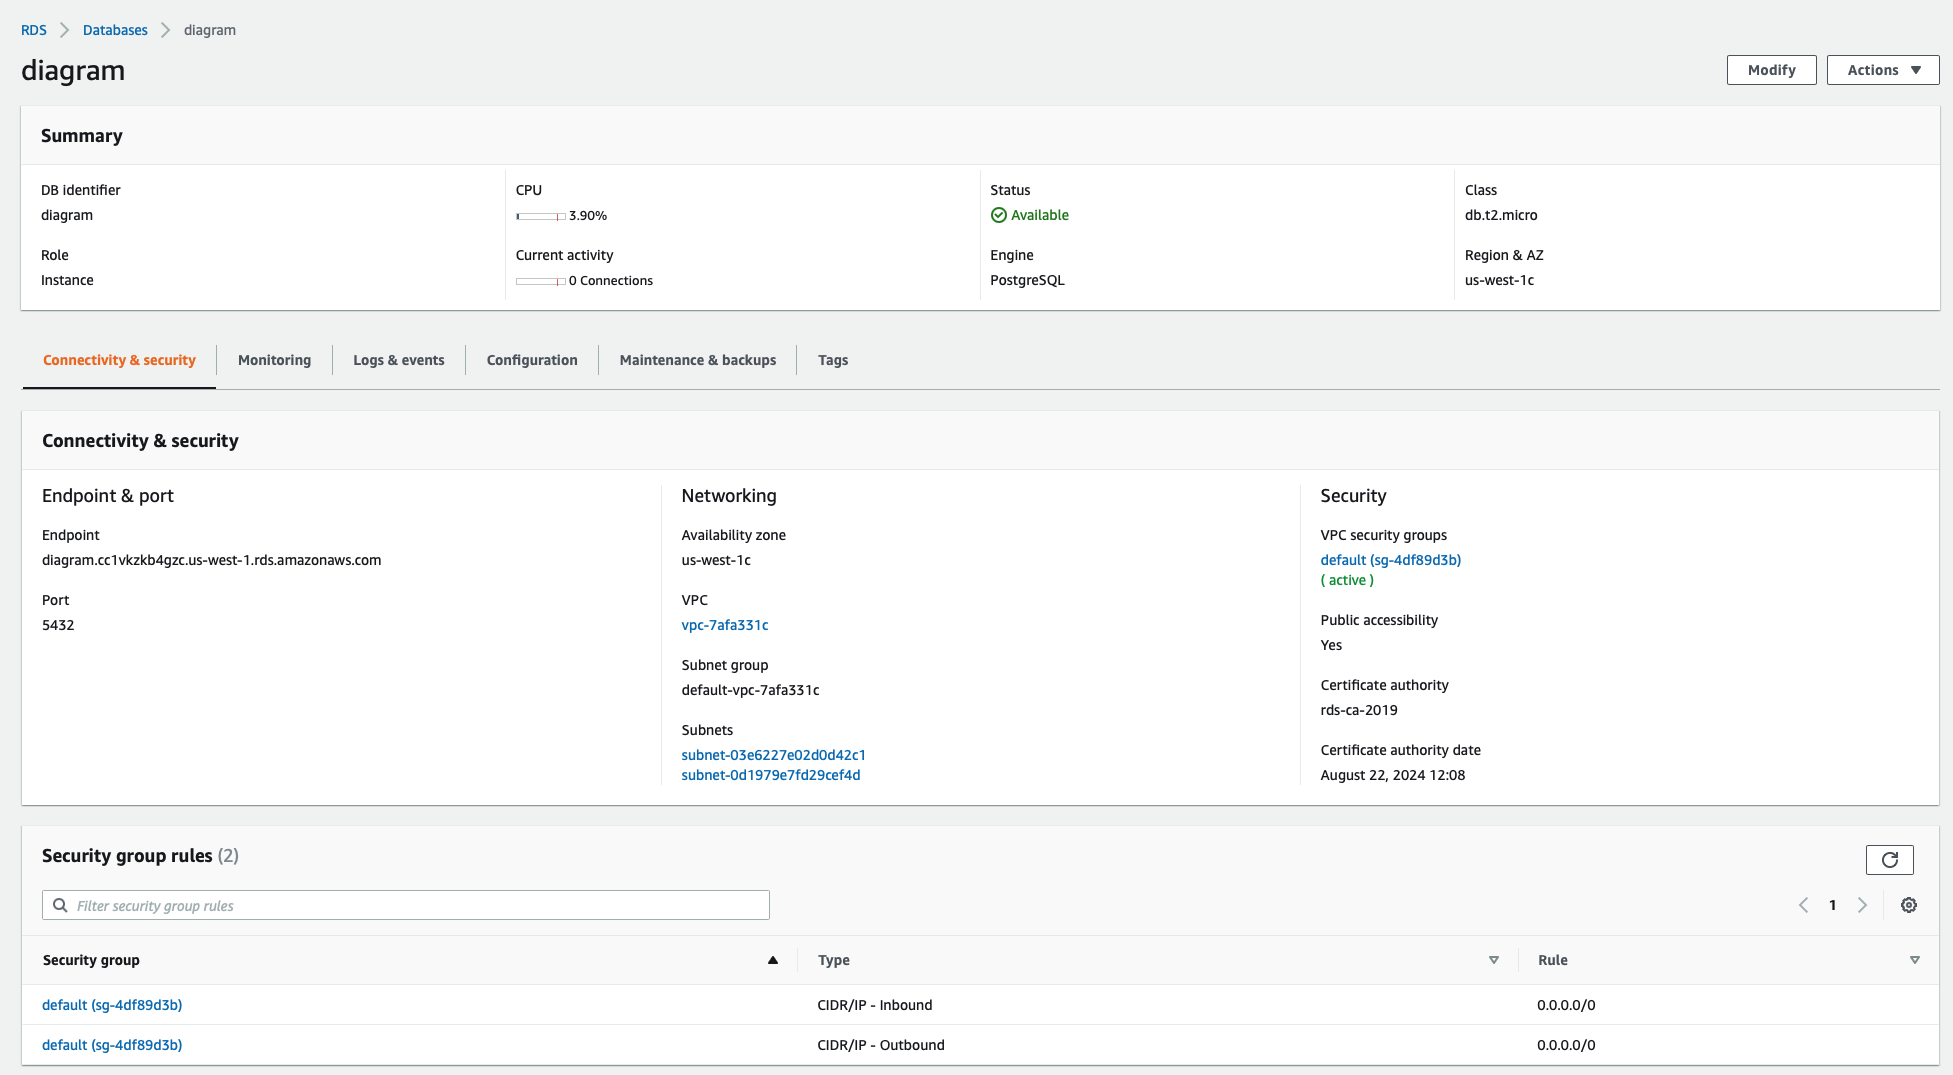 RDS
Databases
diagram
diagram
Modify
Actions
Summary
DB identifier
diagram
CPU
3.90%
Status
Available
Class
db.t2.micro
Role
Instance
Current activity
0 Connections
Engine
PostgreSQL
Region & AZ
us-west-1c
Connectivity & security
Monitoring
Logs & events
Configuration
Maintenance & backups
Tags
Connectivity & security
Endpoint & port
Endpoint
diagram.cc1vkzkb4gzc.us-west-1.rds.amazonaws.com
Port
5432
Networking
Availability zone
us-west-1c
VPC
vpc-7afa331c
Subnet group
default-vpc-7afa331c
Subnets
subnet-03e6227e02d0d42c1
subnet-0d1979e7fd29cef4d
Security
VPC security groups
default (sg-4df89d3b)
( active )
Public accessibility
Yes
Certificate authority
rds-ca-2019
Certificate authority date
August 22, 2024 12:08
Security group rules (2)
Filter security group rules
1
Security group
Type
Rule
default (sg-4df89d3b)
CIDR/IP - Inbound
0.0.0.0/0
default (sg-4df89d3b)
CIDR/IP - Outbound
0.0.0.0/0